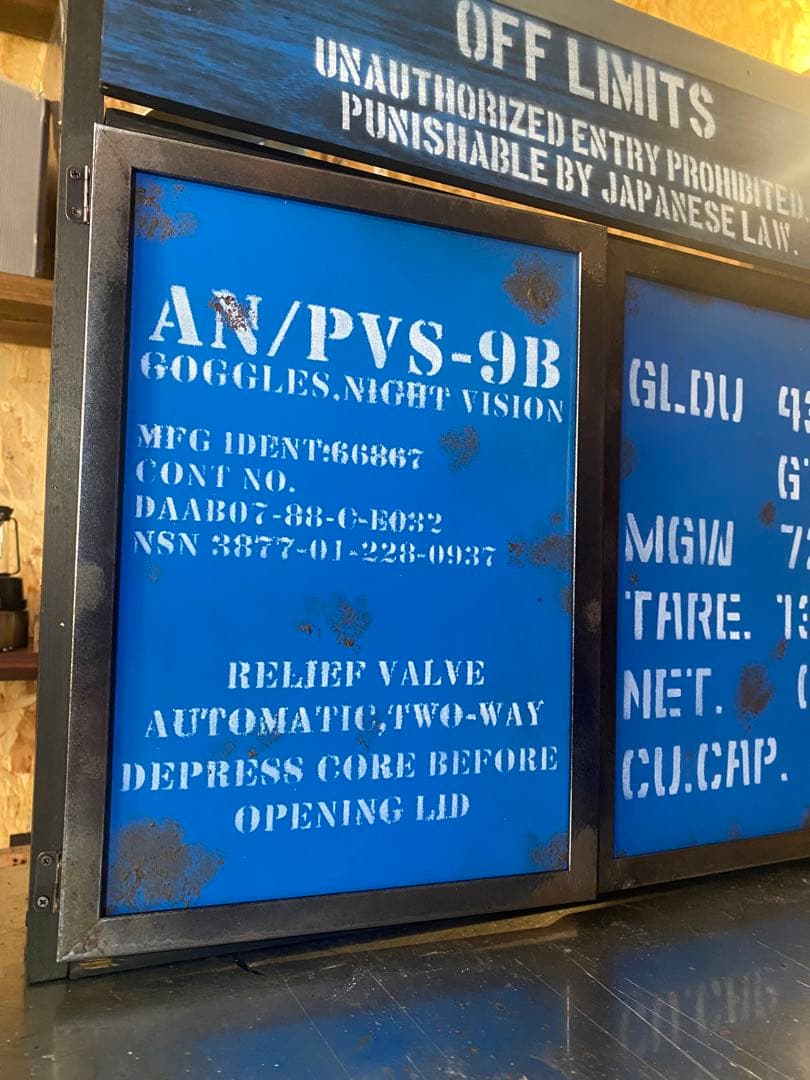 OFF LIMITS
UNAUTHORIZED ENTRY PROHIBITED
PUNISHABLE BY JAPANESE LAW.
AN/PVS-9B
GOGGLES,NIGHT VISION
MFG IDENT:66867
CONT NO.
DAAB07-88-C-E032
NSN 3877-01-228-0937
RELIEF VALVE
AUTOMATIC,TWO-WAY
DEPRESS CORE BEFORE
OPENING LID
GLDU
MGW
TARE.
NET.
CU.CAP.